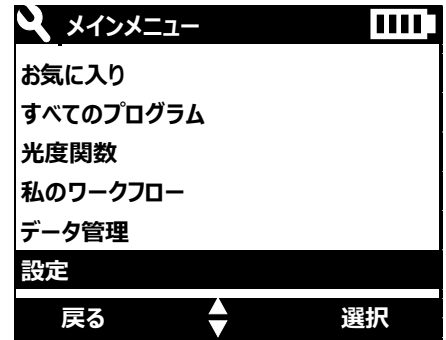 メインメニュー
お気に入り
すべてのプログラム
光度関数
私のワークフロー
データ管理
設定
戻る 選択